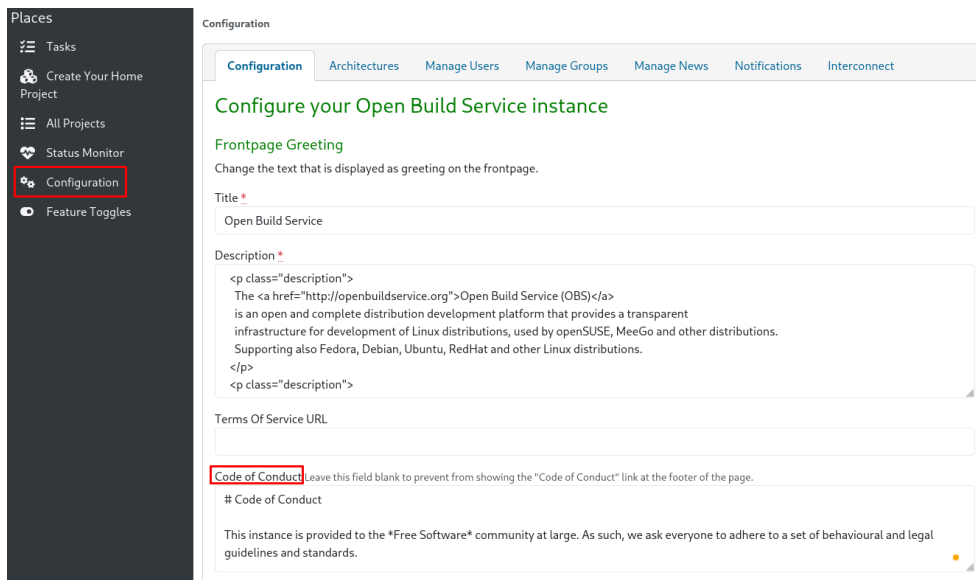 Places
Tasks
Create Your Home
Project
All Projects
Status Monitor
Configuration
Feature Toggles
Configuration
Configuration Architectures Manage Users Manage Groups Manage News Notifications Interconnect
Configure your Open Build Service instance
Frontpage Greeting
Change the text that is displayed as greeting on the frontpage.
Title *
Open Build Service
Description *
<p class="description">
The <a href="http://openbuildservice.org">Open Build Service (OBS)</a>
is an open and complete distribution development platform that provides a transparent
infrastructure for development of Linux distributions, used by openSUSE, MeeGo and other distributions.
Supporting also Fedora, Debian, Ubuntu, RedHat and other Linux distributions.
</p>
<p class="description">
Terms Of Service URL
Code of Conduct Leave this field blank to prevent from showing the "Code of Conduct" link at the footer of the page.
# Code of Conduct
This instance is provided to the *Free Software* community at large. As such, we ask everyone to adhere to a set of behavioural and legal
guidelines and standards.